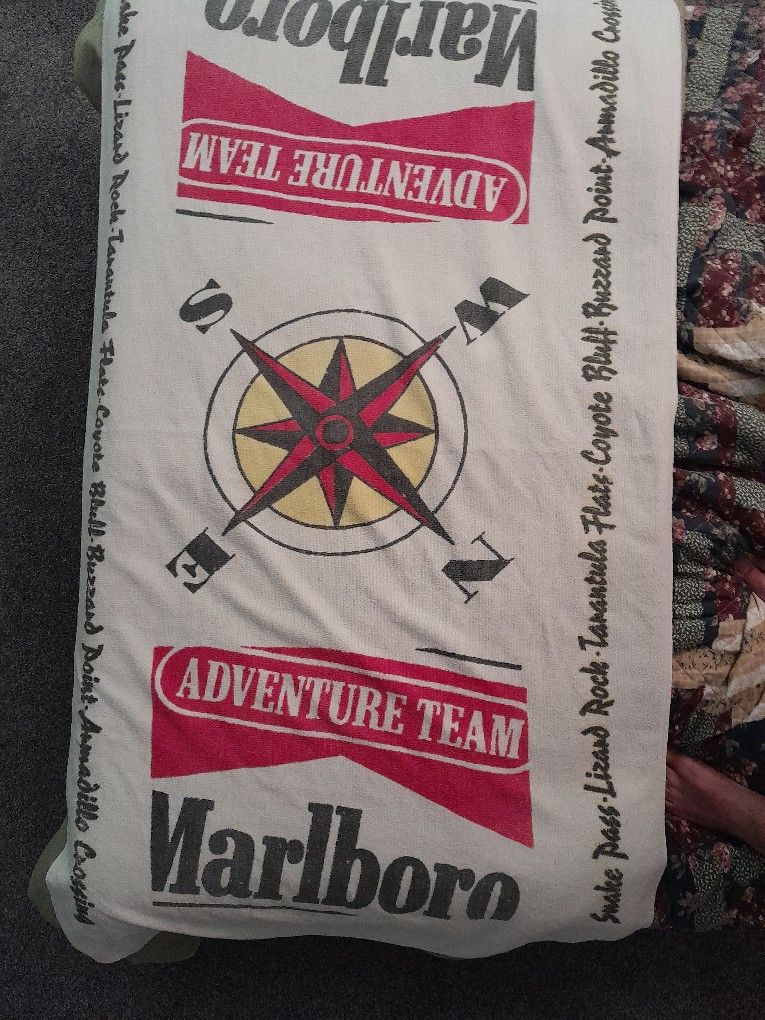 Marlboro
ADVENTURE TEAM
S
W
E
N
ADVENTURE TEAM
Marlboro
Snake Pass·Lizard Rock·Tarantula Flats·Coyote Bluff·Buzzard Point·Armadillo Crossing
Snake Pass·Lizard Rock·Tarantula Flats·Coyote Bluff·Buzzard Point·Armadillo Crossin